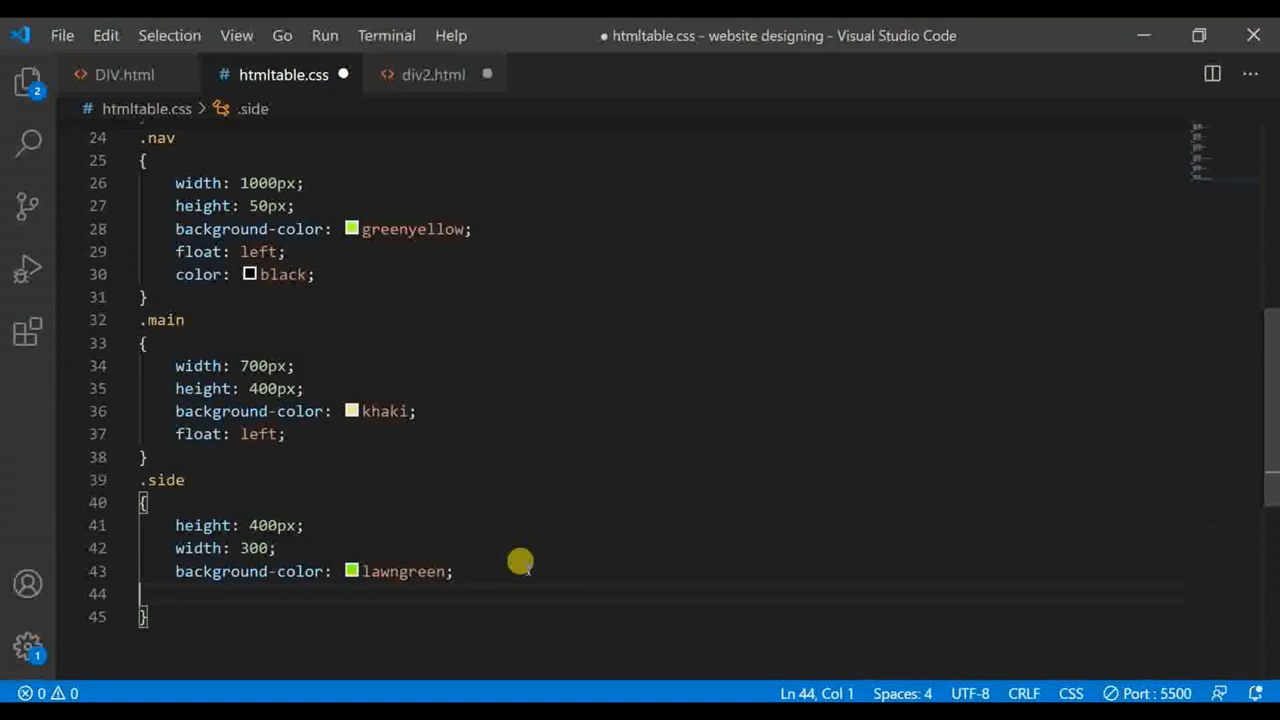 File Edit Selection View Go Run Terminal Help ● htmltable.css - website designing - Visual Studio Code
2
<> DIV.html # htmltable.css ● <> div2.html ●
# htmltable.css > .side
24 .nav
25 {
26 width: 1000px;
27 height: 50px;
28 background-color: greenyellow;
29 float: left;
30 color: black;
31 }
32 .main
33 {
34 width: 700px;
35 height: 400px;
36 background-color: khaki;
37 float: left;
38 }
39 .side
40 {
41 height: 400px;
42 width: 300;
43 background-color: lawngreen;
44
45 }
1
0 0 Ln 44, Col 1 Spaces: 4 UTF-8 CRLF CSS Port : 5500